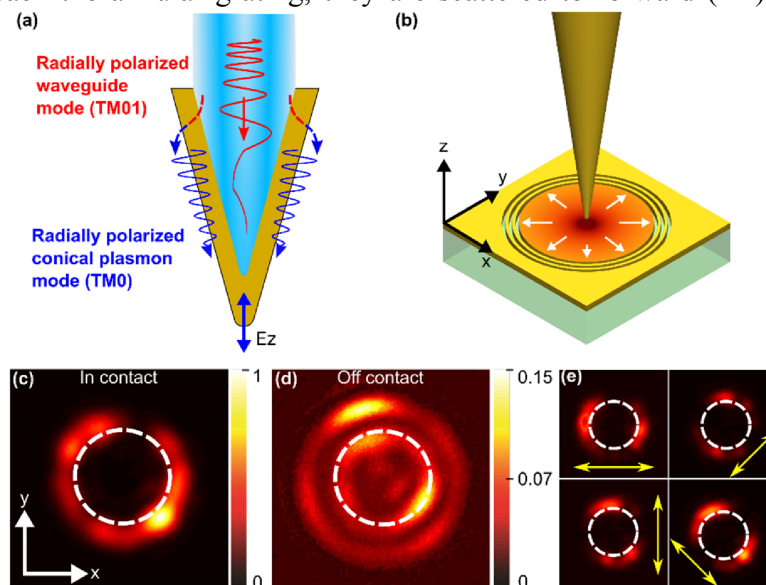 (a)
(b)
Radially polarized
waveguide
mode (TM01)
Radially polarized
conical plasmon
mode (TM0)
Ez
z
y
x
(c) In contact
1
0
y
x
(d) Off contact
0.15
0.07
0
(e)